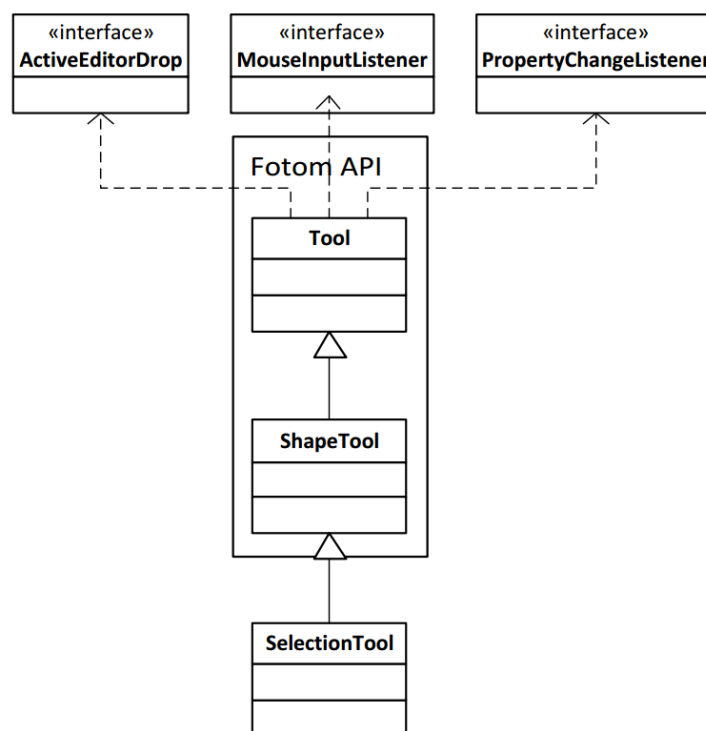 «interface»
ActiveEditorDrop
«interface»
MouseInputListener
«interface»
PropertyChangeListener
Fotom API
Tool
ShapeTool
SelectionTool